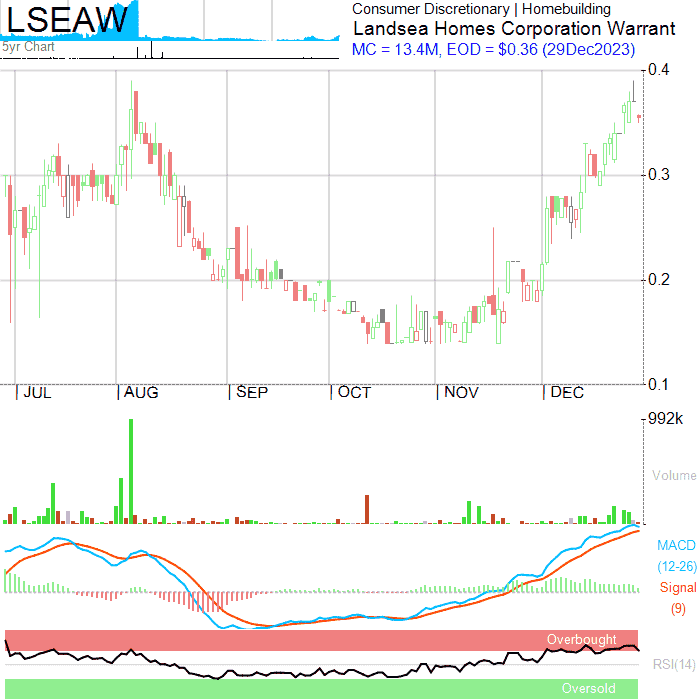 LSEAW
5yr Chart
Consumer Discretionary | Homebuilding
Landsea Homes Corporation Warrant
MC = 13.4M, EOD = $0.36 (29Dec2023)
0.4
0.3
0.2
0.1
JUL AUG SEP OCT NOV DEC
992k
Volume
MACD
(12-26)
Signal
(9)
Overbought
RSI(14)
Oversold